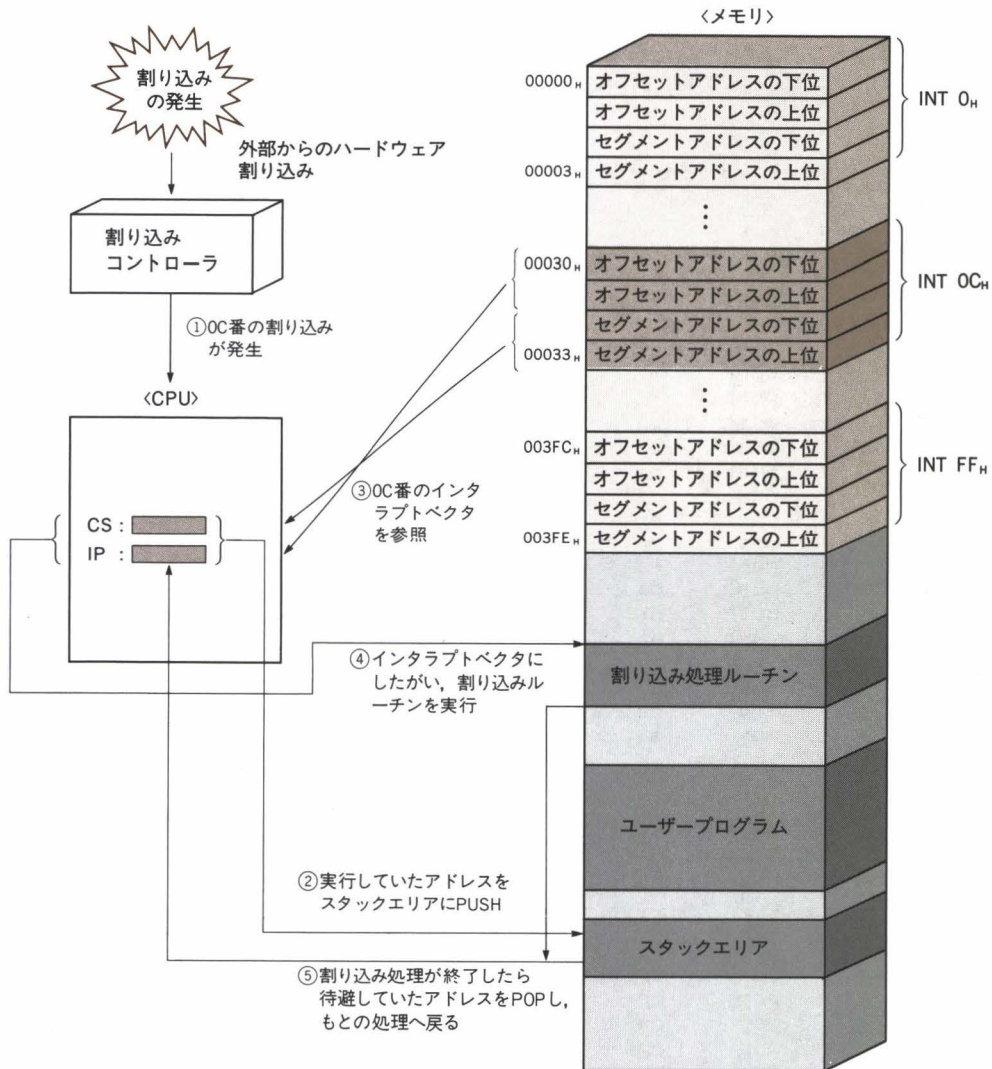 〈メモリ〉
割り込み
の発生
外部からのハードウェア
割り込み
割り込み
コントローラ
①0C番の割り込み
が発生
〈CPU〉
CS：
IP：
00000H
オフセットアドレスの下位
オフセットアドレスの上位
セグメントアドレスの下位
00003H
セグメントアドレスの上位
INT 0H
⋮
00030H
オフセットアドレスの下位
オフセットアドレスの上位
セグメントアドレスの下位
00033H
セグメントアドレスの上位
INT 0CH
⋮
003FCH
オフセットアドレスの下位
オフセットアドレスの上位
セグメントアドレスの下位
003FEH
セグメントアドレスの上位
INT FFH
③0C番のインタ
ラプトベクタ
を参照
④インタラプトベクタに
したがい，割り込みル
ーチンを実行
割り込み処理ルーチン
ユーザープログラム
②実行していたアドレスを
スタックエリアにPUSH
スタックエリア
⑤割り込み処理が終了したら
待避していたアドレスをPOPし，
もとの処理へ戻る